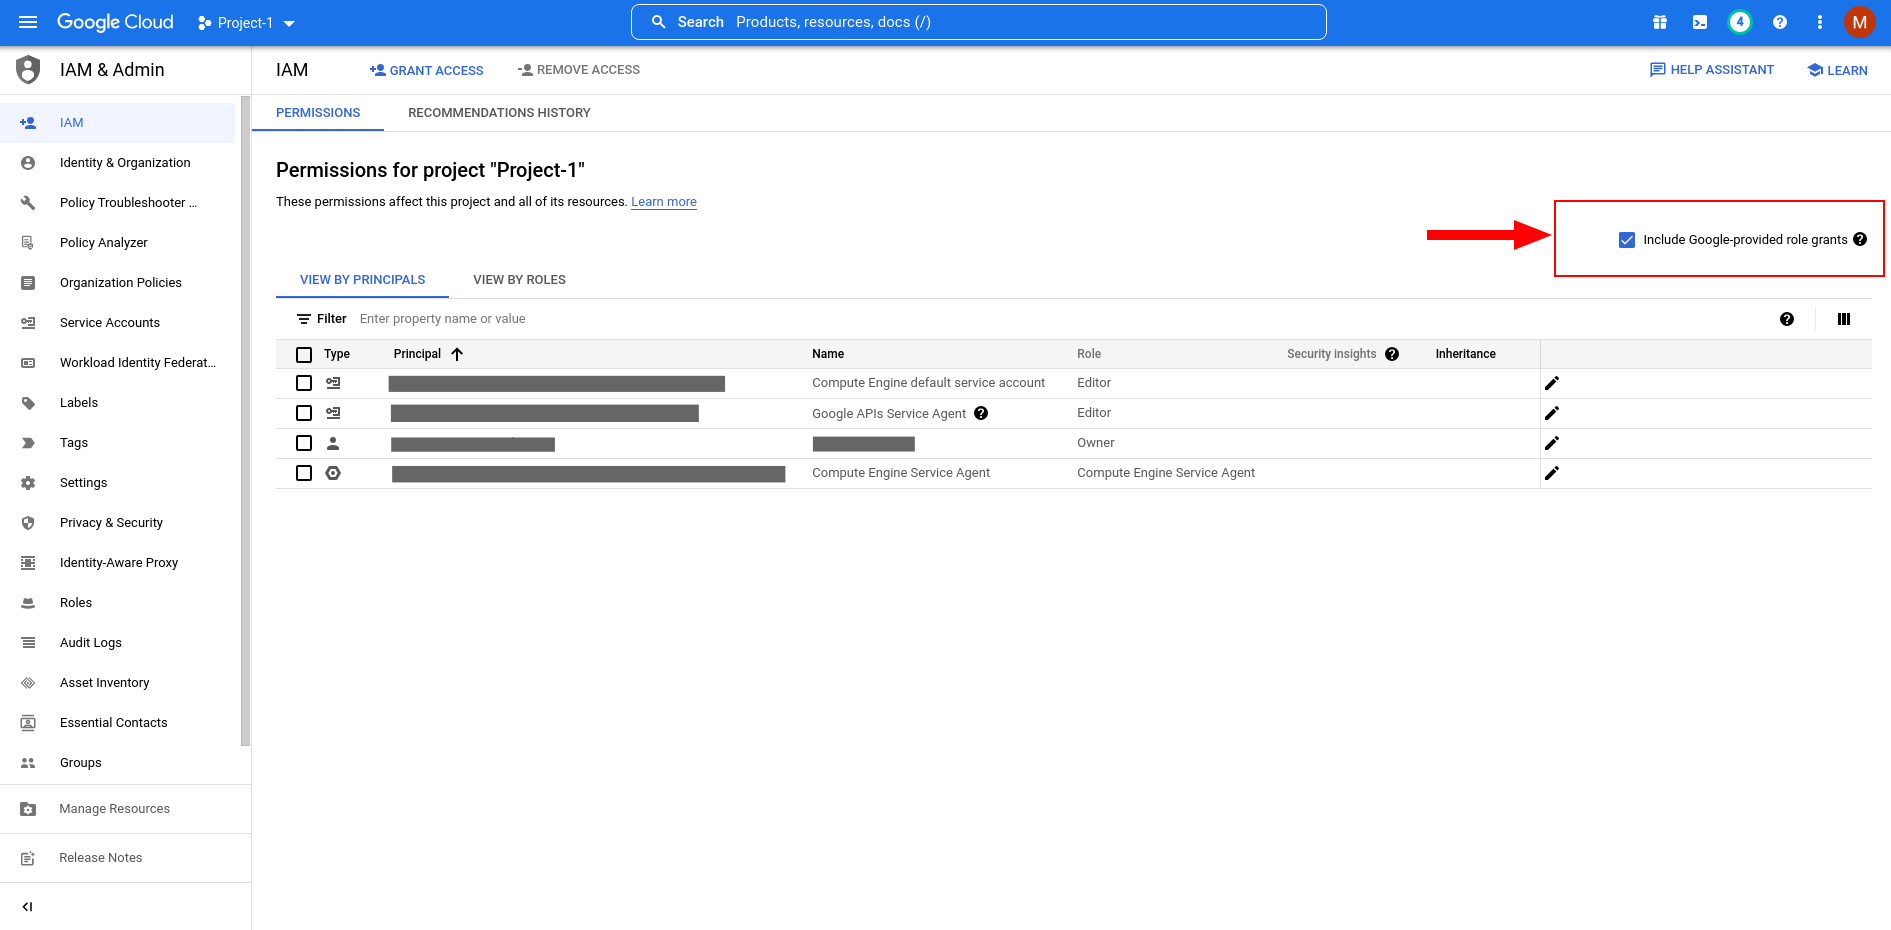 Google Cloud
Project-1
Search Products, resources, docs (/)
4
M
IAM & Admin
IAM
GRANT ACCESS
REMOVE ACCESS
HELP ASSISTANT
LEARN
IAM
Identity & Organization
Policy Troubleshooter ...
Policy Analyzer
Organization Policies
Service Accounts
Workload Identity Federat...
Labels
Tags
Settings
Privacy & Security
Identity-Aware Proxy
Roles
Audit Logs
Asset Inventory
Essential Contacts
Groups
Manage Resources
Release Notes
PERMISSIONS
RECOMMENDATIONS HISTORY
Permissions for project "Project-1"
These permissions affect this project and all of its resources. Learn more
Include Google-provided role grants
VIEW BY PRINCIPALS
VIEW BY ROLES
Filter Enter property name or value
Type Principal Name Role Security insights Inheritance
Compute Engine default service account Editor
Google APIs Service Agent Editor
Owner
Compute Engine Service Agent Compute Engine Service Agent